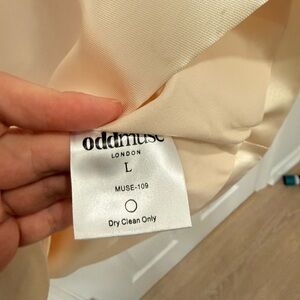 oddmuse
LONDON
L
MUSE-109
Dry Clean Only